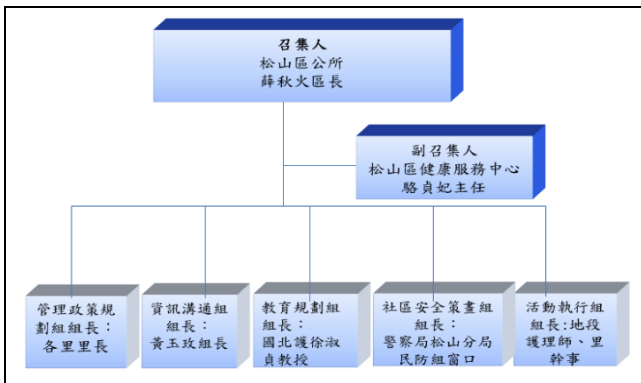 召集人
松山區公所
薛秋火區長
副召集人
松山區健康服務中心
駱貞妃主任
管理政策規
劃組組長：
各里里長
資訊溝通組
組長：
黃玉玫組長
教育規劃組
組長：
國北護徐淑
貞教授
社區安全策畫組
組長：
警察局松山分局
民防組窗口
活動執行組
組長:地段
護理師、里
幹事